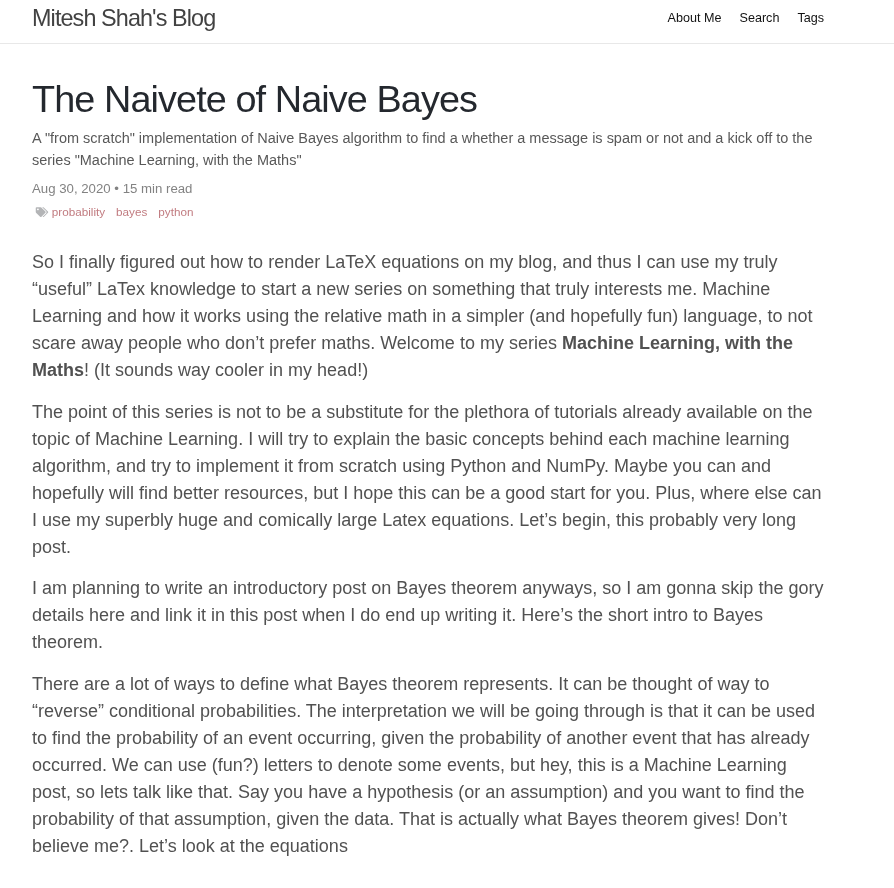 Mitesh Shah's Blog
About Me Search Tags
The Naivete of Naive Bayes
A "from scratch" implementation of Naive Bayes algorithm to find a whether a message is spam or not and a kick off to the
series "Machine Learning, with the Maths"
Aug 30, 2020 • 15 min read
probability bayes python
So I finally figured out how to render LaTeX equations on my blog, and thus I can use my truly
“useful” LaTex knowledge to start a new series on something that truly interests me. Machine
Learning and how it works using the relative math in a simpler (and hopefully fun) language, to not
scare away people who don’t prefer maths. Welcome to my series Machine Learning, with the
Maths! (It sounds way cooler in my head!)
The point of this series is not to be a substitute for the plethora of tutorials already available on the
topic of Machine Learning. I will try to explain the basic concepts behind each machine learning
algorithm, and try to implement it from scratch using Python and NumPy. Maybe you can and
hopefully will find better resources, but I hope this can be a good start for you. Plus, where else can
I use my superbly huge and comically large Latex equations. Let’s begin, this probably very long
post.
I am planning to write an introductory post on Bayes theorem anyways, so I am gonna skip the gory
details here and link it in this post when I do end up writing it. Here’s the short intro to Bayes
theorem.
There are a lot of ways to define what Bayes theorem represents. It can be thought of way to
“reverse” conditional probabilities. The interpretation we will be going through is that it can be used
to find the probability of an event occurring, given the probability of another event that has already
occurred. We can use (fun?) letters to denote some events, but hey, this is a Machine Learning
post, so lets talk like that. Say you have a hypothesis (or an assumption) and you want to find the
probability of that assumption, given the data. That is actually what Bayes theorem gives! Don’t
believe me?. Let’s look at the equations